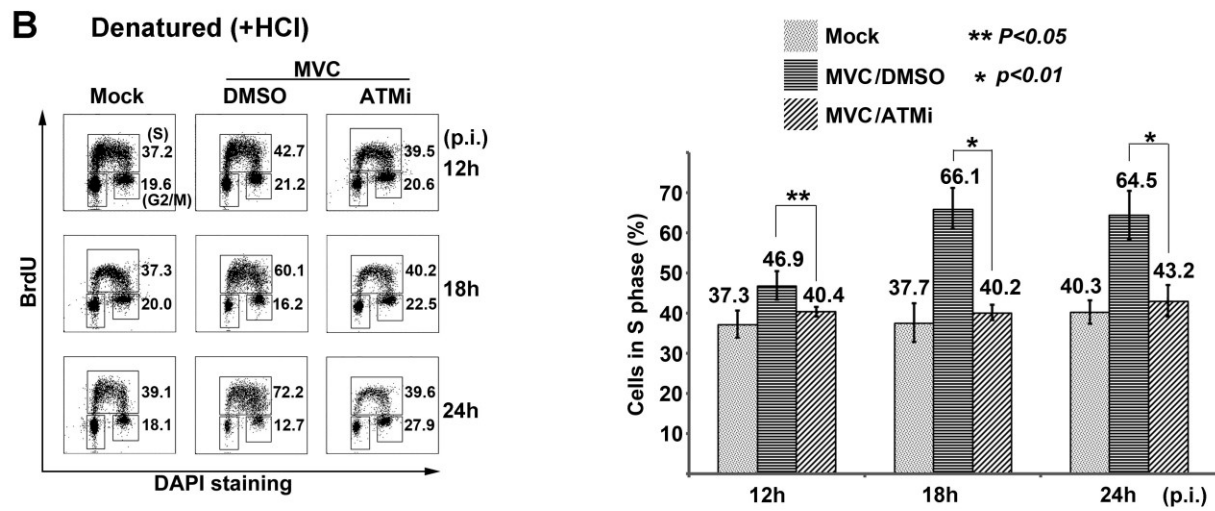 B Denatured (+HCl)
MVC
Mock DMSO ATMi
(p.i.)
(S)
37.2 42.7 39.5
12h
19.6 21.2 20.6
(G2/M)
37.3 60.1 40.2
18h
20.0 16.2 22.5
39.1 72.2 39.6
24h
18.1 12.7 27.9
BrdU
DAPI staining
Mock ** P<0.05
MVC/DMSO * p<0.01
MVC/ATMi
Cells in S phase (%)
70
60
50
40
30
20
10
37.3 46.9 ** 40.4
37.7 66.1 * 40.2
40.3 64.5 * 43.2
12h 18h 24h (p.i.)